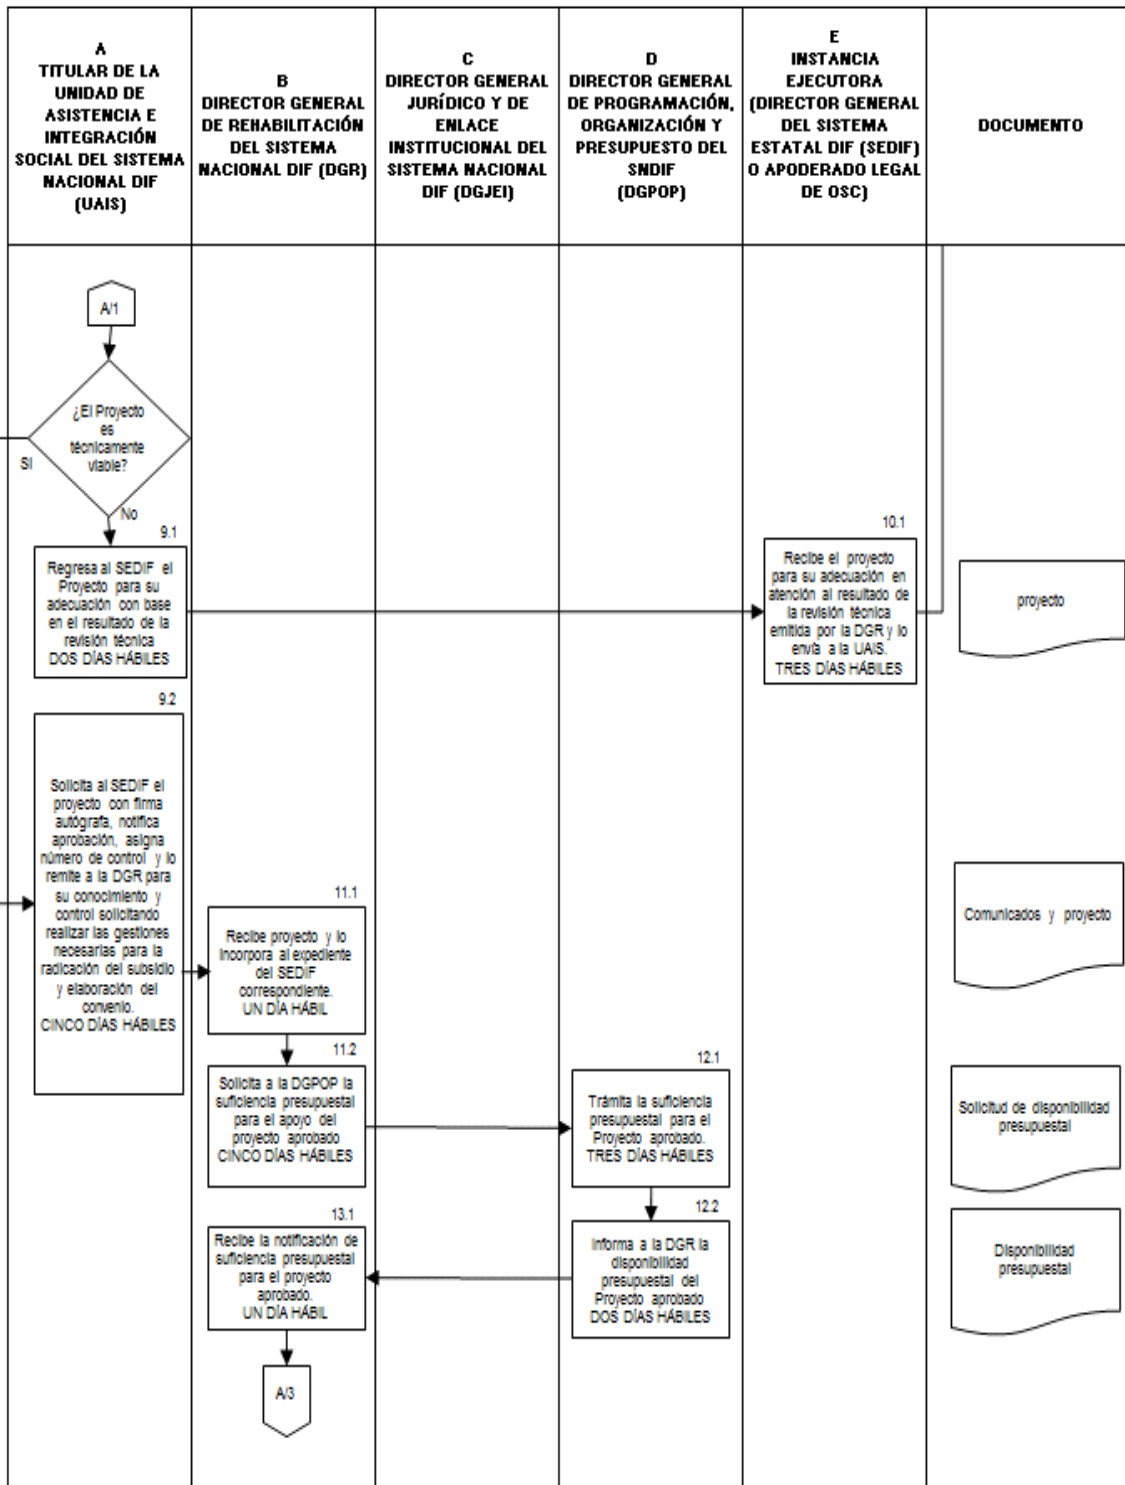 A
TITULAR DE LA
UNIDAD DE
ASISTENCIA E
INTEGRACIÓN
SOCIAL DEL SISTEMA
NACIONAL DIF
(UAIS)
B
DIRECTOR GENERAL
DE REHABILITACIÓN
DEL SISTEMA
NACIONAL DIF (DGR)
C
DIRECTOR GENERAL
JURÍDICO Y DE
ENLACE
INSTITUCIONAL DEL
SISTEMA NACIONAL
DIF (DGJEI)
D
DIRECTOR GENERAL
DE PROGRAMACIÓN,
ORGANIZACIÓN Y
PRESUPUESTO DEL
SNDIF
(DGPOP)
E
INSTANCIA
EJECUTORA
(DIRECTOR GENERAL
DEL SISTEMA
ESTATAL DIF (SEDIF)
O APODERADO LEGAL
DE OSC)
DOCUMENTO
A/1
¿El Proyecto
es
técnicamente
viable?
SI
No
9.1
Regresa al SEDIF el
Proyecto para su
adecuación con base
en el resultado de la
revisión técnica
DOS DÍAS HÁBILES
10.1
Recibe el proyecto
para su adecuación en
atención al resultado de
la revisión técnica
emitida por la DGR y lo
envía a la UAIS.
TRES DÍAS HÁBILES
proyecto
9.2
Solicita al SEDIF el
proyecto con firma
autógrafa, notifica
aprobación, asigna
número de control y lo
remite a la DGR para
su conocimiento y
control solicitando
realizar las gestiones
necesarias para la
radicación del subsidio
y elaboración del
convenio.
CINCO DÍAS HÁBILES
11.1
Recibe proyecto y lo
incorpora al expediente
del SEDIF
correspondiente.
UN DÍA HÁBIL
Comunicados y proyecto
11.2
Solicita a la DGPOP la
suficiencia presupuestal
para el apoyo del
proyecto aprobado
CINCO DÍAS HÁBILES
12.1
Trámita la suficiencia
presupuestal para el
Proyecto aprobado.
TRES DÍAS HÁBILES
Solicitud de disponibilidad
presupuestal
13.1
Recibe la notificación de
suficiencia presupuestal
para el proyecto
aprobado.
UN DÍA HÁBIL
12.2
Informa a la DGR la
disponibilidad
presupuestal del
Proyecto aprobado
DOS DÍAS HÁBILES
Disponibilidad
presupuestal
A/3